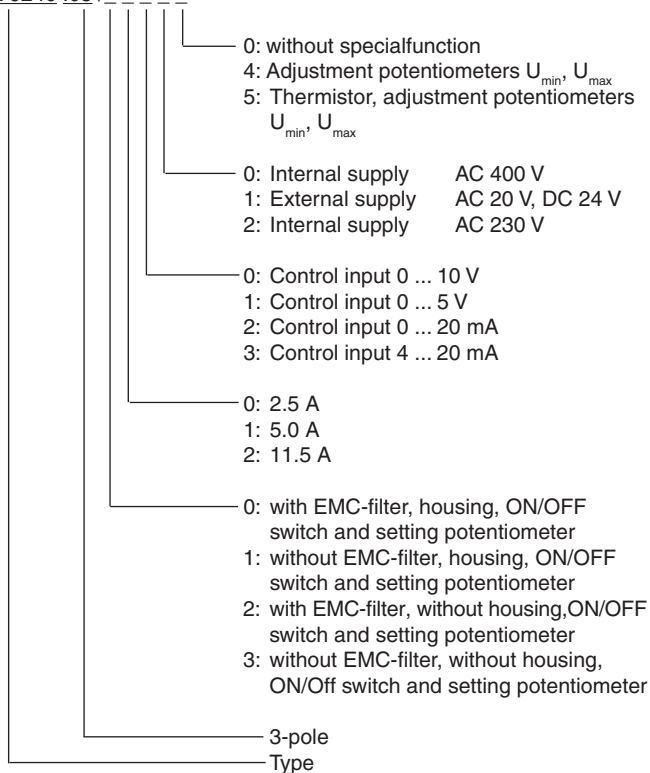 0: without specialfunction
4: Adjustment potentiometers Umin, Umax
5: Thermistor, adjustment potentiometers
Umin, Umax
0: Internal supply AC 400 V
1: External supply AC 20 V, DC 24 V
2: Internal supply AC 230 V
0: Control input 0 ... 10 V
1: Control input 0 ... 5 V
2: Control input 0 ... 20 mA
3: Control input 4 ... 20 mA
0: 2.5 A
1: 5.0 A
2: 11.5 A
0: with EMC-filter, housing, ON/OFF
switch and setting potentiometer
1: without EMC-filter, housing, ON/OFF
switch and setting potentiometer
2: with EMC-filter, without housing,ON/OFF
switch and setting potentiometer
3: without EMC-filter, without housing,
ON/Off switch and setting potentiometer
3-pole
Type